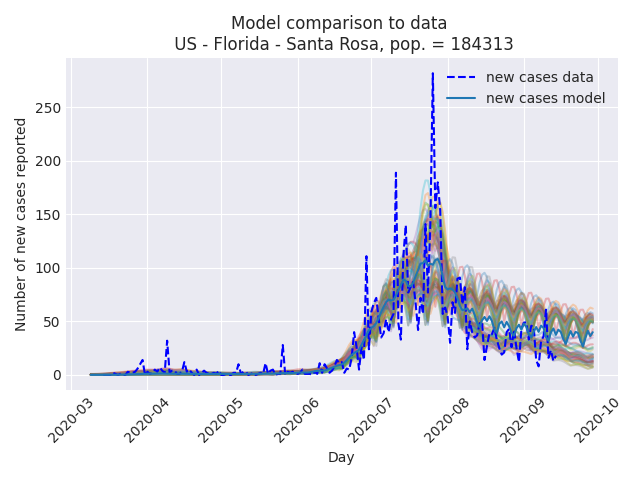 Model comparison to data
US - Florida - Santa Rosa, pop. = 184313
new cases data
new cases model
Number of new cases reported
250
200
150
100
50
0
2020-03
2020-04
2020-05
2020-06
2020-07
2020-08
2020-09
2020-10
Day